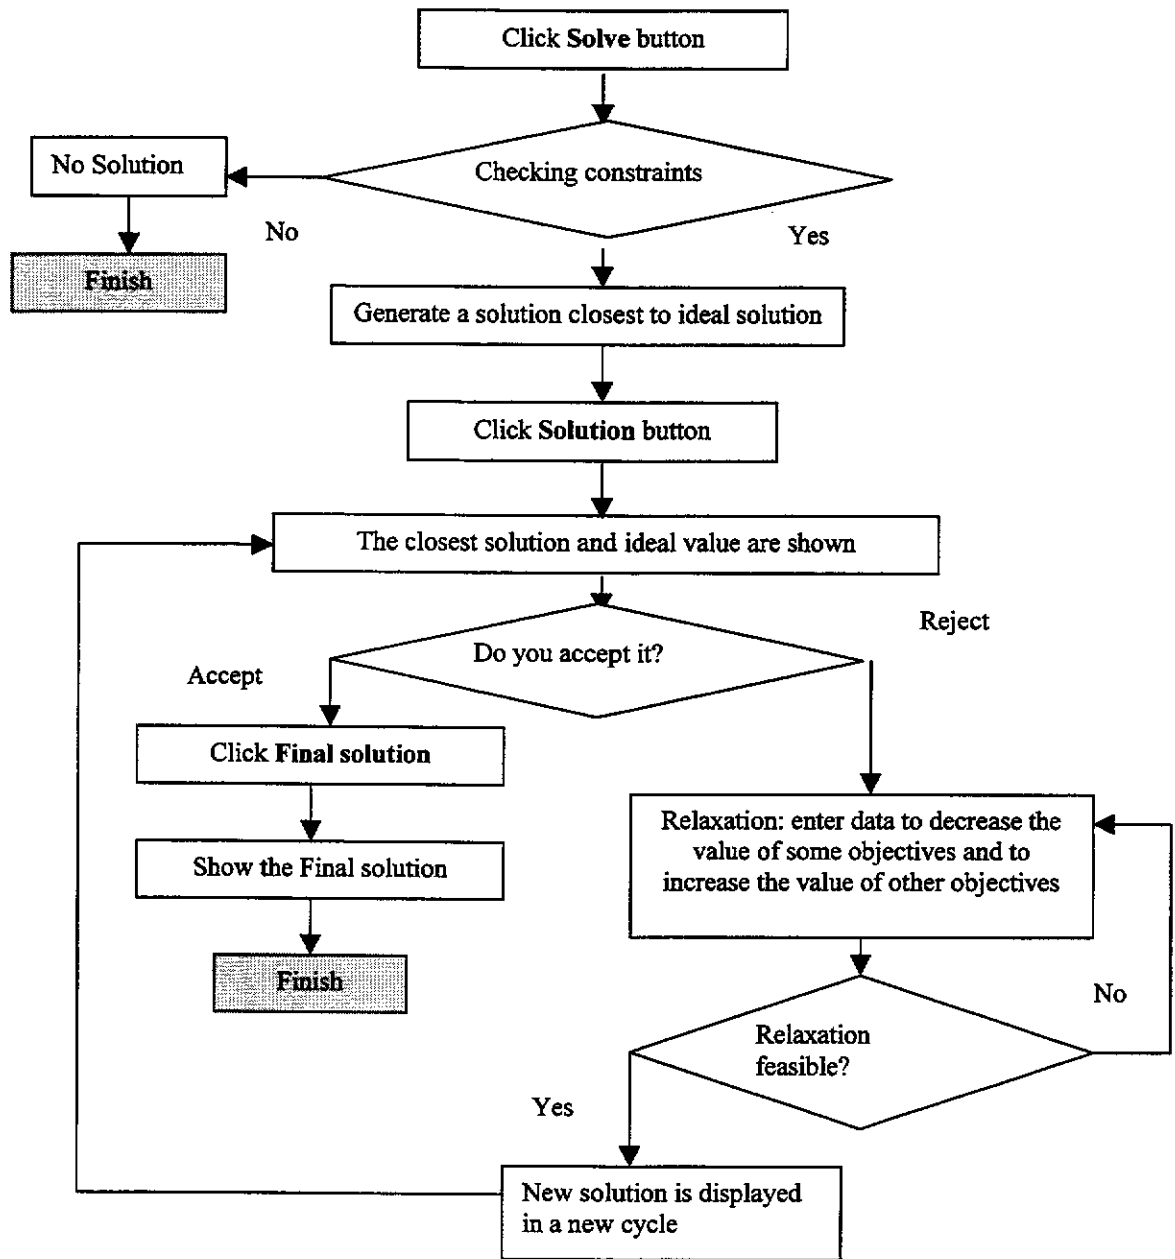 Click Solve button
No Solution
Checking constraints
No
Yes
Finish
Generate a solution closest to ideal solution
Click Solution button
The closest solution and ideal value are shown
Reject
Do you accept it?
Accept
Click Final solution
Relaxation: enter data to decrease the
value of some objectives and to
increase the value of other objectives
Show the Final solution
Finish
No
Relaxation
feasible?
Yes
New solution is displayed
in a new cycle